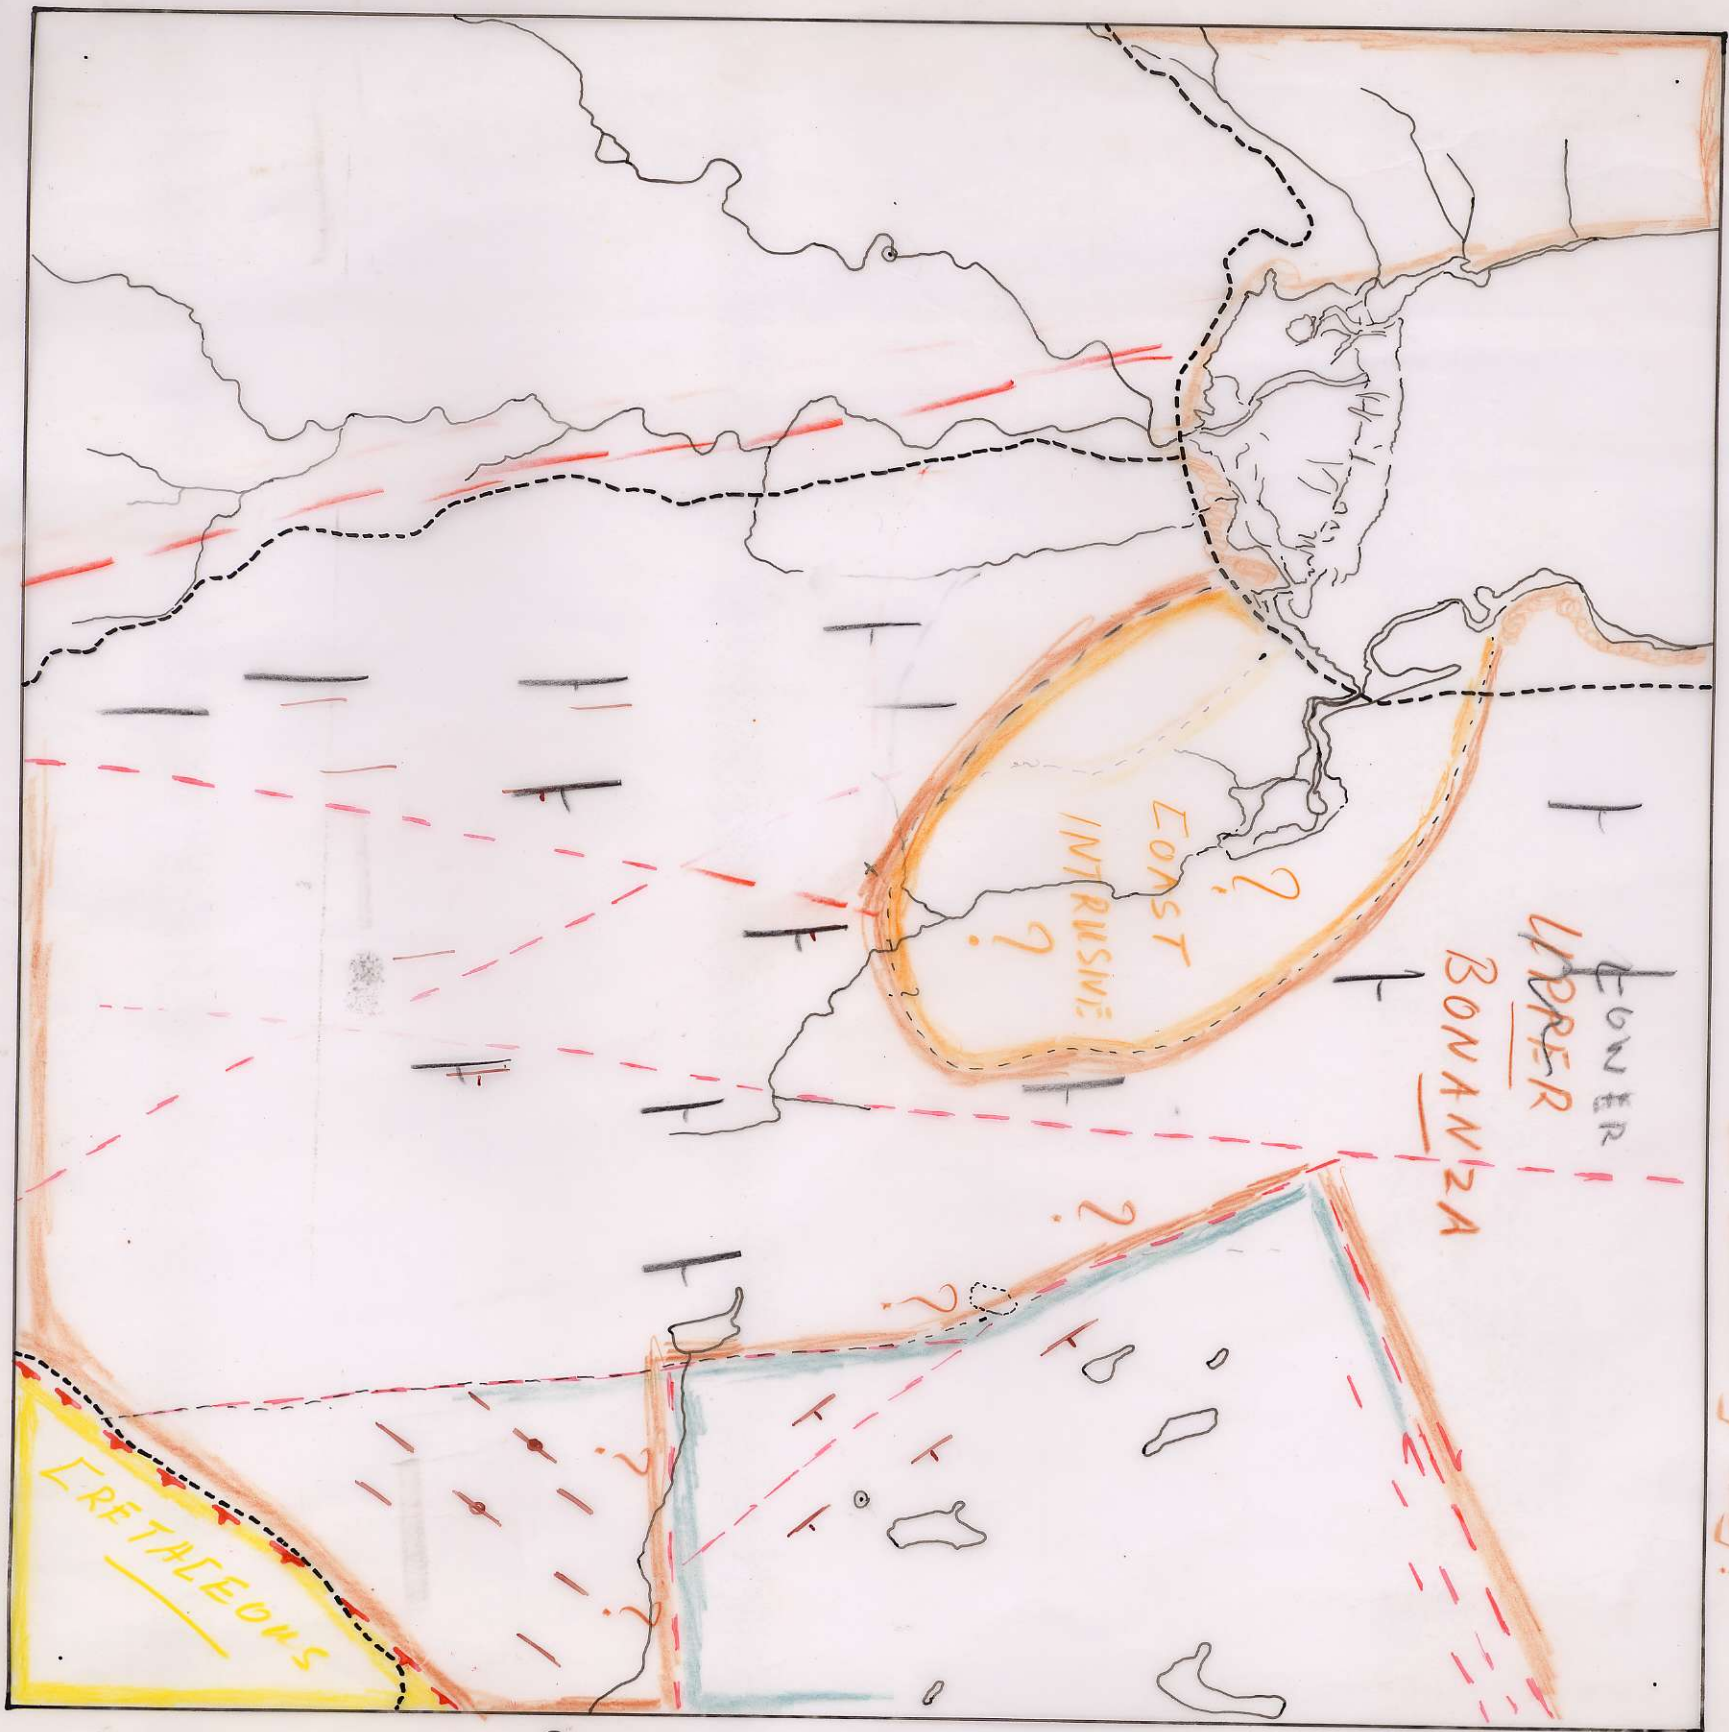 LOWER
UPPER
BONANZA
?
COAST
INTRUSIVE
?
?
?
?
?
CRETACEOUS